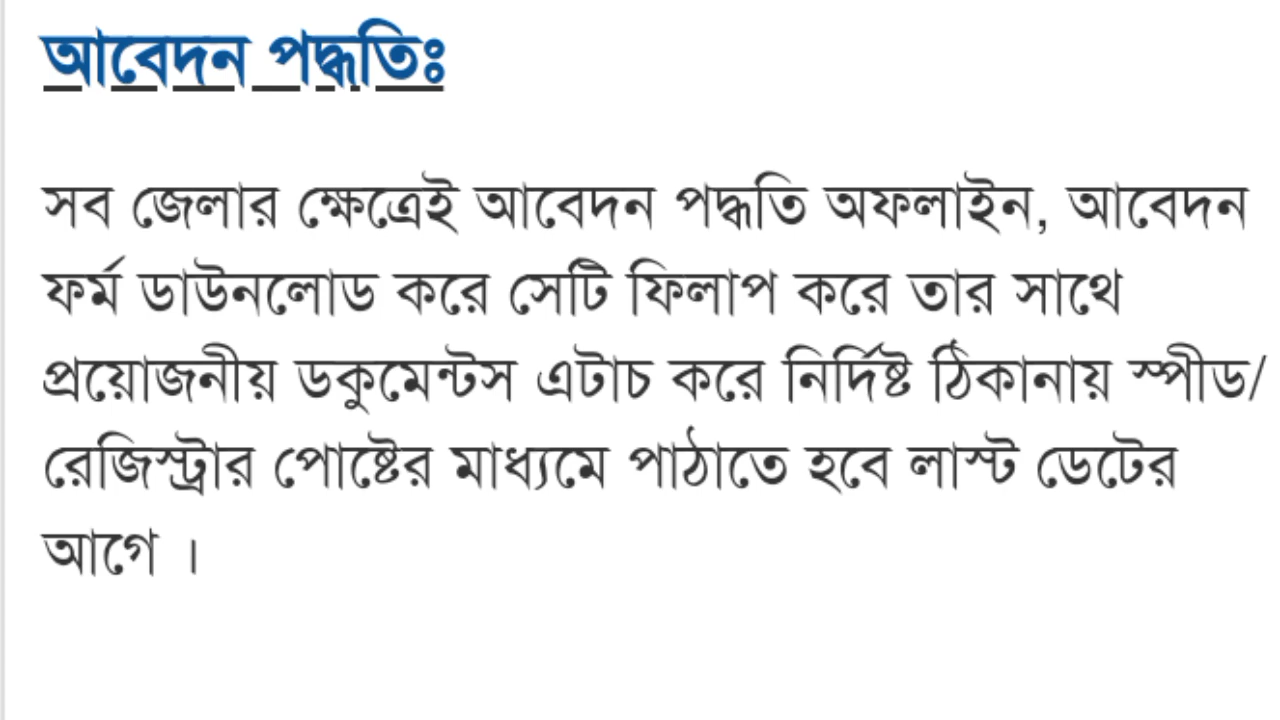 আবেদন পদ্ধতিঃ
সব জেলার ক্ষেত্রেই আবেদন পদ্ধতি অফলাইন, আবেদন
ফর্ম ডাউনলোড করে সেটি ফিলাপ করে তার সাথে
প্রয়োজনীয় ডকুমেন্টস এটাচ করে নির্দিষ্ট ঠিকানায় স্পীড/
রেজিস্ট্রার পোষ্টের মাধ্যমে পাঠাতে হবে লাস্ট ডেটের
আগে ।